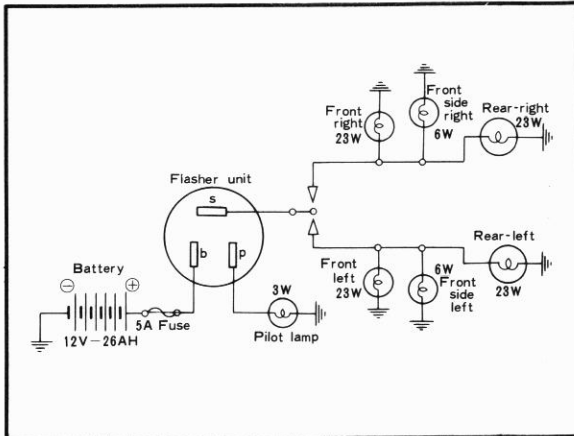 Front
side
right
6W
Front
right
23W
Rear-right
23W
Flasher unit
s
b
p
Battery
⊖
⊕
5A Fuse
12V-26AH
3W
Pilot lamp
Front
left
23W
6W
Front
side
left
Rear-left
23W